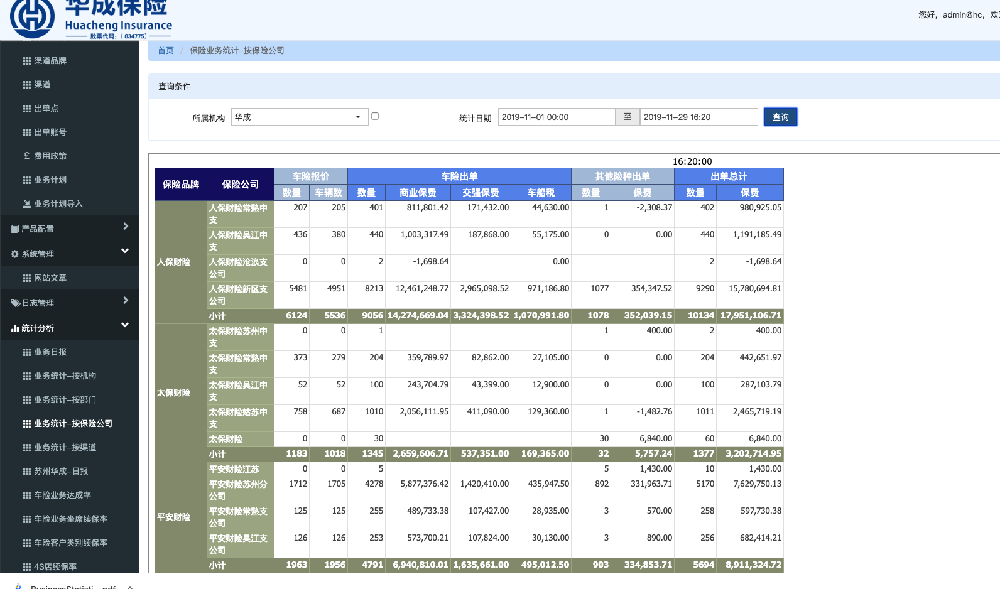 华成保险
Huacheng Insurance
股票代码:(834775)
您好，admin@hc，欢
首页 / 保险业务统计-按保险公司
渠道品牌
渠道
出单点
出单账号
费用政策
业务计划
业务计划导入
产品配置
系统管理
网站文章
日志管理
统计分析
业务日报
业务统计-按机构
业务统计-按部门
业务统计-按保险公司
业务统计-按渠道
苏州华成-日报
车险业务达成率
车险业务坐席续保率
车险客户类别续保率
4S店续保率
查询条件
所属机构 华成 统计日期 2019-11-01 00:00 至 2019-11-29 16:20 查询
16:20:00
保险品牌 保险公司 车险报价 车险出单 其他险种出单 出单总计
数量 车辆数 数量 商业保费 交强保费 车船税 数量 保费 数量 保费
人保财险
人保财险常熟中支 207 205 401 811,801.42 171,432.00 44,630.00 1 -2,308.37 402 980,925.05
人保财险吴江中支 436 380 440 1,003,317.49 187,868.00 55,175.00 0 0.00 440 1,191,185.49
人保财险沧浪支公司 0 0 2 -1,698.64 0.00 2 -1,698.64
人保财险新区支公司 5481 4951 8213 12,461,248.77 2,965,098.52 971,186.80 1077 354,347.52 9290 15,780,694.81
小计 6124 5536 9056 14,274,669.04 3,324,398.52 1,070,991.80 1078 352,039.15 10134 17,951,106.71
太保财险
太保财险苏州中支 0 0 1 1 400.00 2 400.00
太保财险常熟中支 373 279 204 359,789.97 82,862.00 27,105.00 0 0.00 204 442,651.97
太保财险吴江中支 52 52 100 243,704.79 43,399.00 12,900.00 0 0.00 100 287,103.79
太保财险姑苏中支 758 687 1010 2,056,111.95 411,090.00 129,360.00 1 -1,482.76 1011 2,465,719.19
太保财险 0 0 30 30 6,840.00 60 6,840.00
小计 1183 1018 1345 2,659,606.71 537,351.00 169,365.00 32 5,757.24 1377 3,202,714.95
平安财险
平安财险江苏 0 0 5 5 1,430.00 10 1,430.00
平安财险苏州分公司 1712 1705 4278 5,877,376.42 1,420,410.00 435,947.50 892 331,963.71 5170 7,629,750.13
平安财险常熟支公司 125 125 255 489,733.38 107,427.00 28,935.00 3 570.00 258 597,730.38
平安财险吴江支公司 126 126 253 573,700.21 107,824.00 30,130.00 3 890.00 256 682,414.21
小计 1963 1956 4791 6,940,810.01 1,635,661.00 495,012.50 903 334,853.71 5694 8,911,324.72
BusinessStatisti....pdf